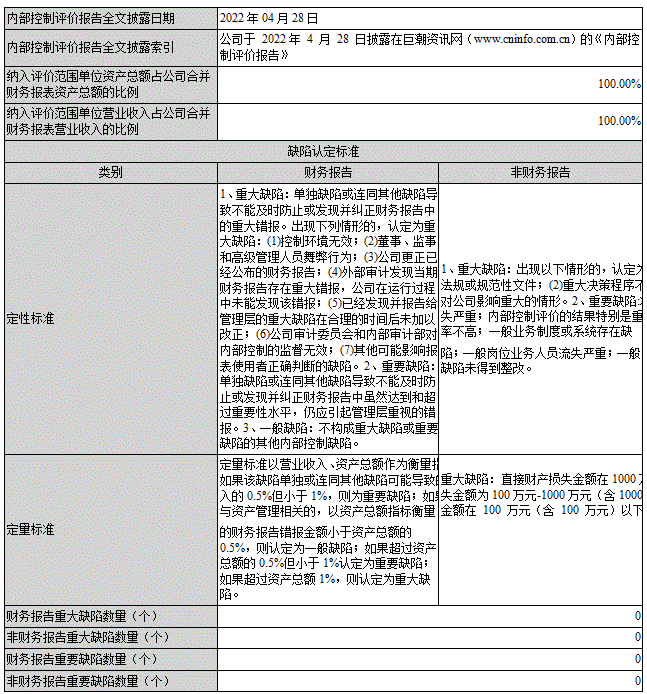 内部控制评价报告全文披露日期
2022 年 04 月 28 日
内部控制评价报告全文披露索引
公司于 2022 年 4 月 28 日披露在巨潮资讯网（www.cninfo.com.cn）的《内部控
制评价报告》
纳入评价范围单位资产总额占公司合并
财务报表资产总额的比例
100.00%
纳入评价范围单位营业收入占公司合并
财务报表营业收入的比例
100.00%
缺陷认定标准
类别
财务报告
非财务报告
定性标准
1、重大缺陷：单独缺陷或连同其他缺陷导
致不能及时防止或发现并纠正财务报告中
的重大错报。出现下列情形的，认定为重
大缺陷：(1)控制环境无效；(2)董事、监事
和高级管理人员舞弊行为；(3)公司更正已
经公布的财务报告；(4)外部审计发现当期
财务报告存在重大错报，公司在运行过程
中未能发现该错报；(5)已经发现并报告给
管理层的重大缺陷在合理的时间后未加以
改正；(6)公司审计委员会和内部审计部对
内部控制的监督无效；(7)其他可能影响报
表使用者正确判断的缺陷。2、重要缺陷：
单独缺陷或连同其他缺陷导致不能及时防
止或发现并纠正财务报告中虽然达到和超
过重要性水平，仍应引起管理层重视的错
报。3、一般缺陷：不构成重大缺陷或重要
缺陷的其他内部控制缺陷。
1、重大缺陷：出现以下情形的，认定为
法规或规范性文件；(2)重大决策程序不
对公司影响重大的情形。2、重要缺陷：
失严重；内部控制评价的结果特别是重
率不高；一般业务制度或系统存在缺
陷；一般岗位业务人员流失严重；一般
缺陷未得到整改。
定量标准
定量标准以营业收入、资产总额作为衡量指
如果该缺陷单独或连同其他缺陷可能导致的
入的 0.5%但小于 1%，则为重要缺陷；如果
与资产管理相关的，以资产总额指标衡量
的财务报告错报金额小于资产总额的
0.5%，则认定为一般缺陷；如果超过资产
总额的 0.5%但小于 1%认定为重要缺陷；
如果超过资产总额 1%，则认定为重大缺
陷。
重大缺陷：直接财产损失金额在 1000 万
失金额为 100 万元-1000 万元（含 1000
金额在 100 万元（含 100 万元）以下
财务报告重大缺陷数量（个）
0
非财务报告重大缺陷数量（个）
0
财务报告重要缺陷数量（个）
0
非财务报告重要缺陷数量（个）
0